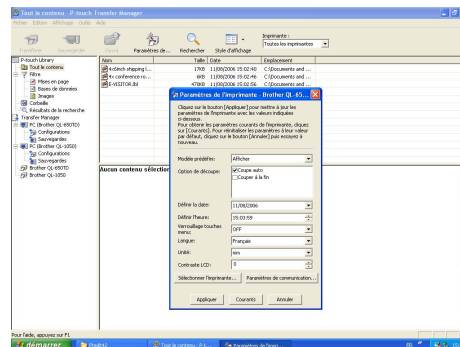 Tout le contenu - P-touch Transfer Manager
Fichier Edition Affichage Outils Aide
Transférer Sauvegarder Ouvrir Paramètres de... Rechercher Style d'affichage
Imprimante :
Toutes les imprimantes
P-touch Library
Tout le contenu
Filtre
Mises en page
Bases de données
Images
Corbeille
Résultats de la recherche
Transfer Manager
PC (Brother QL-650TD)
Configurations
Sauvegardes
PC (Brother QL-1050)
Configurations
Sauvegardes
Brother QL-650TD
Brother QL-1050
Nom Taille Date Emplacement
4x6inch shipping l... 17KB 11/08/2006 15:02:48 C:\Documents and ...
4x conference ro... 6KB 11/08/2006 15:02:46 C:\Documents and ...
E-VISITOR.lbl 478KB 11/08/2006 15:02:56 C:\Documents and ...
Aucun contenu sélection
Paramètres de l'imprimante - Brother QL-65...
Cliquez sur le bouton [Appliquer] pour mettre à jour les
paramètres de l'imprimante avec les valeurs indiquées
ci-dessous.
Pour obtenir les paramètres courants de l'imprimante, cliquez
sur [Courants]. Pour réinitialiser les paramètres à leur valeur
par défaut, cliquez sur le bouton [Annuler] puis essayez à
nouveau.
Modèle prédéfini: Afficher
Option de découpe: Coupe auto
Couper à la fin
Définir la date: 11/08/2006
Définir l'heure: 15:03:59
Verrouillage touches
menu: OFF
Langue: Français
Unité: mm
Contraste LCD: 0
Sélectionner l'imprimante... Paramètres de communication...
Appliquer Courants Annuler
Pour l'aide, appuyez sur F1
démarrer Tout le contenu - P-t... Paramètres de l'impri...
FR